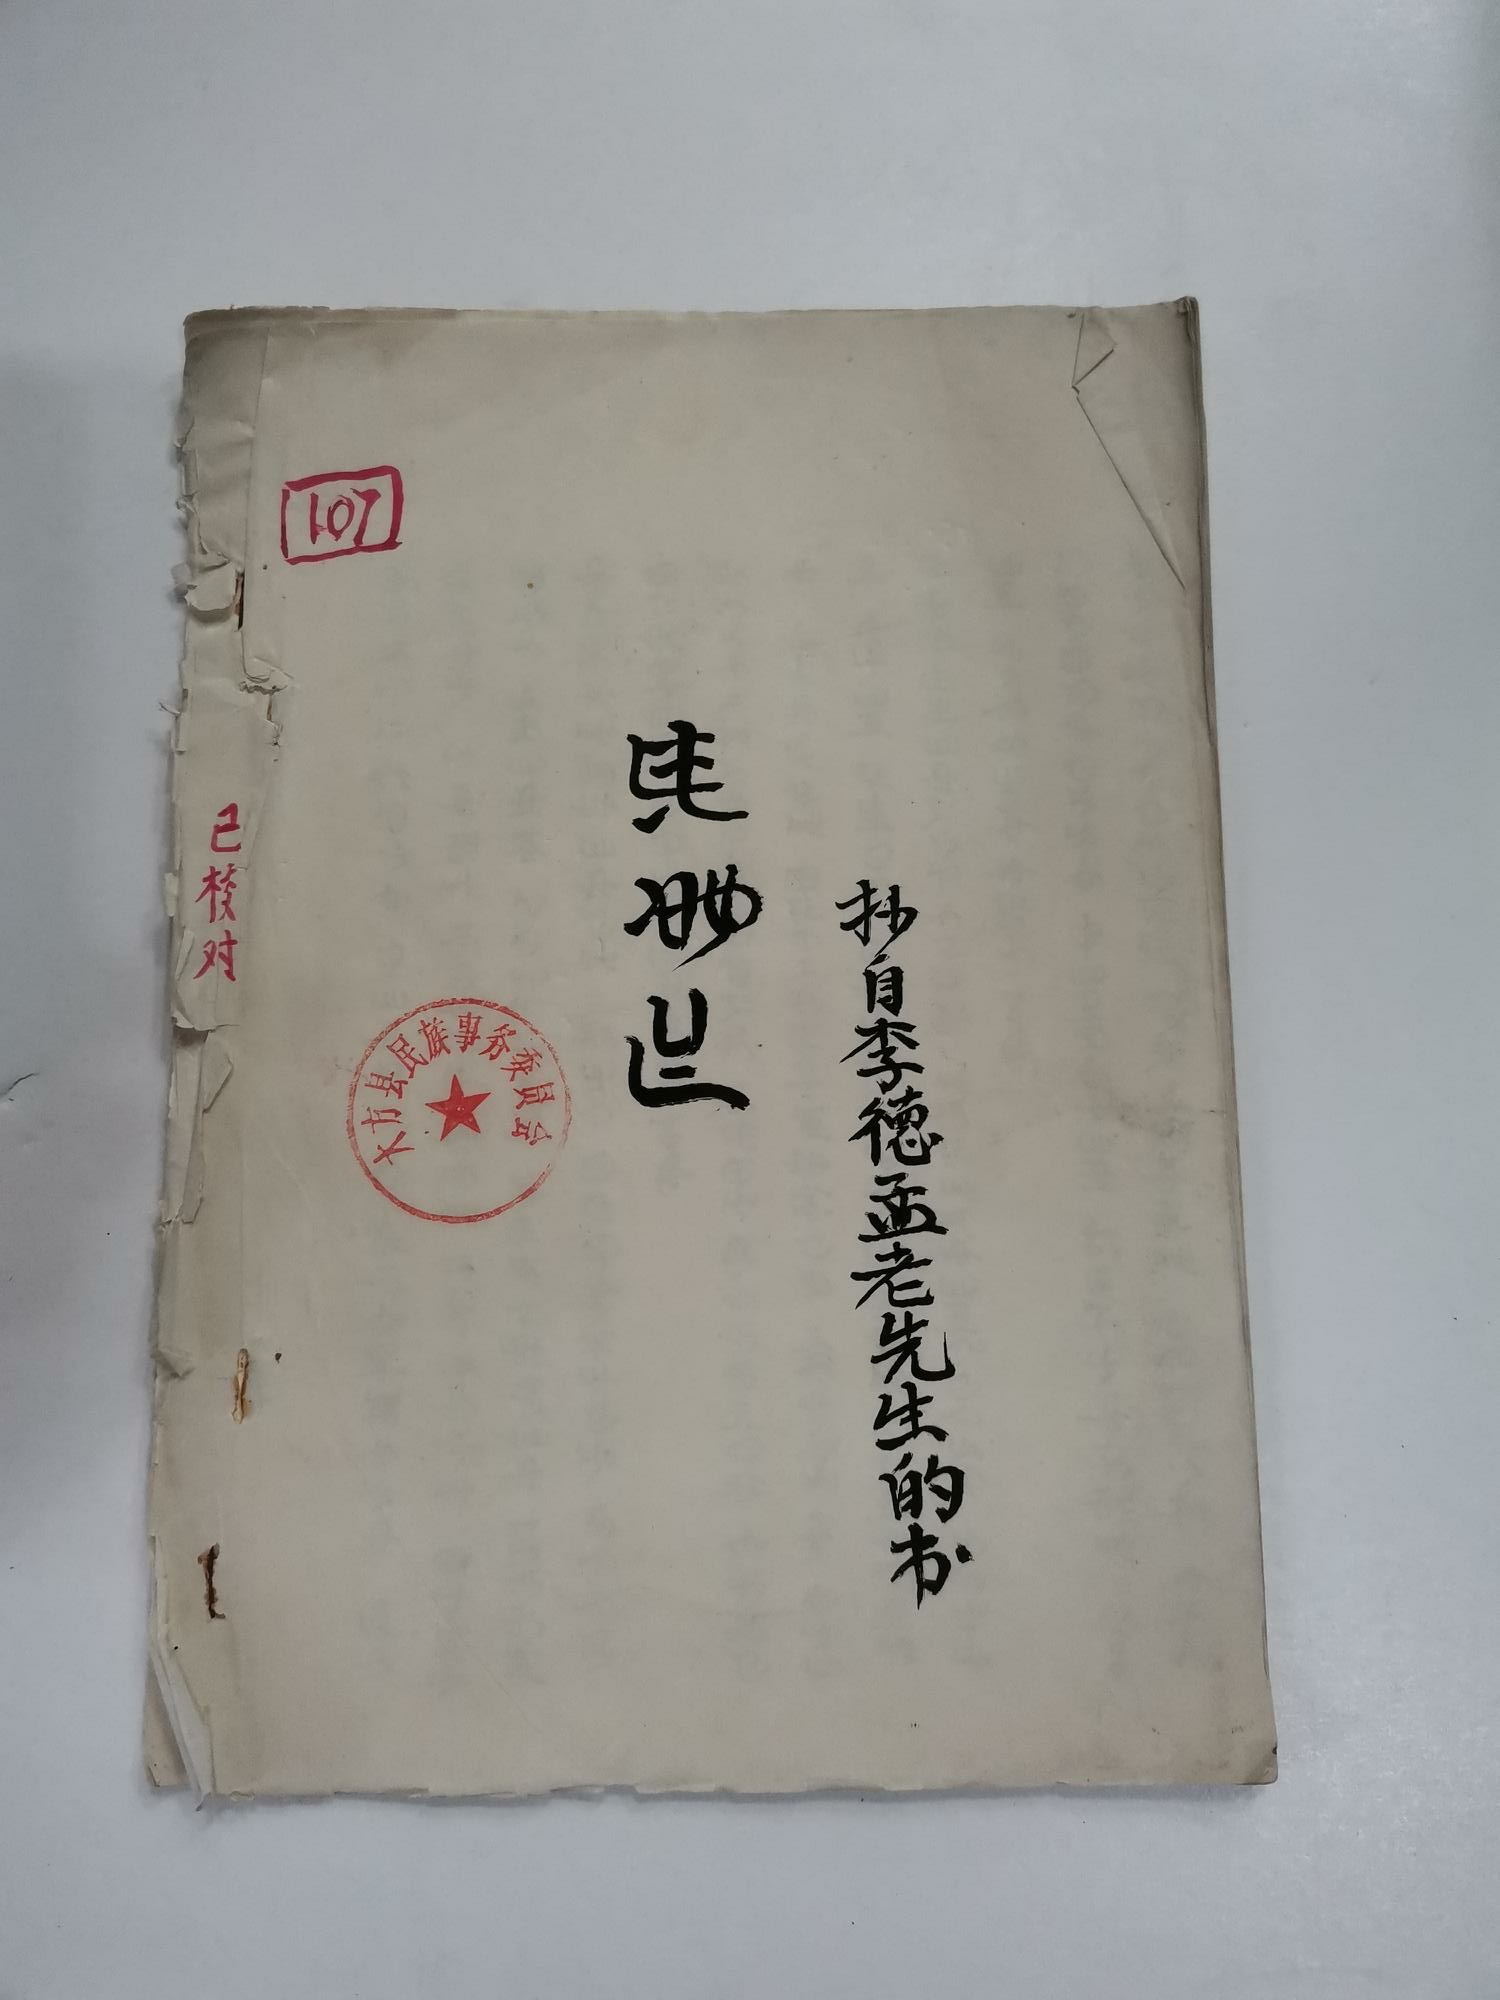 107
已校对
大方县民族事务委员会
抄自李德孟老先生的书